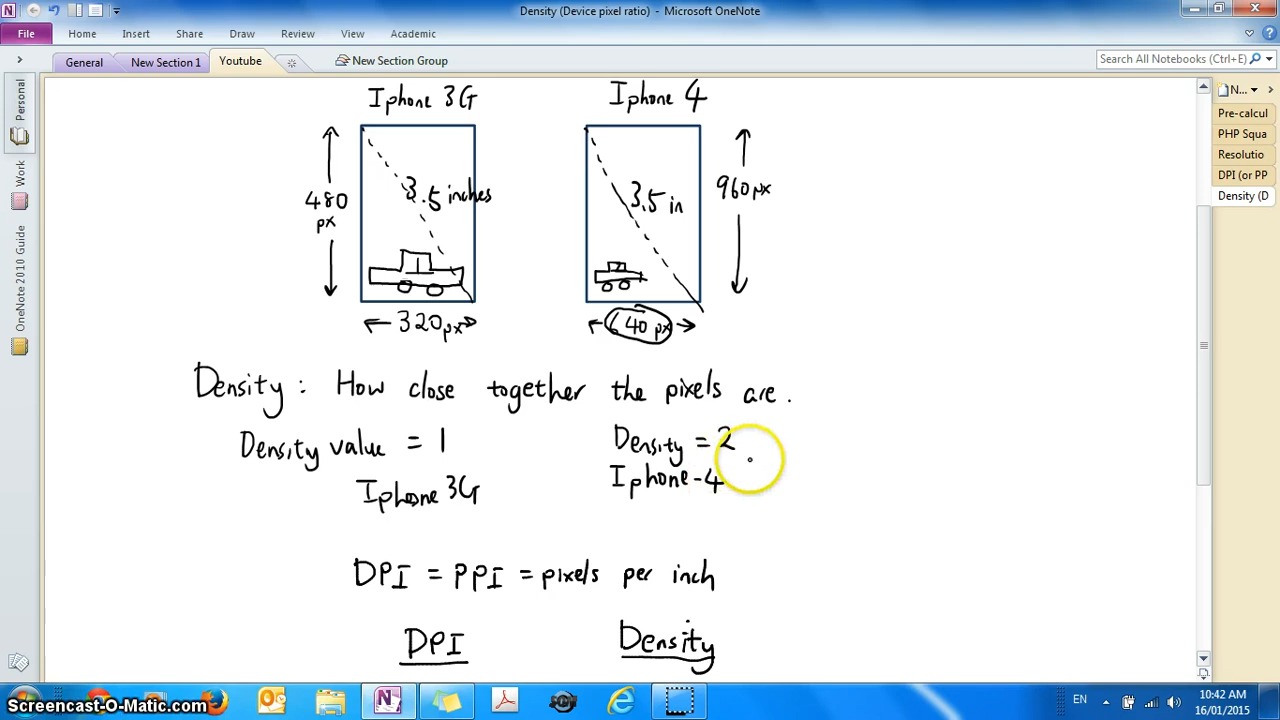 Density (Device pixel ratio) - Microsoft OneNote
File Home Insert Share Draw Review View Academic
General New Section 1 Youtube New Section Group
Search All Notebooks (Ctrl+E)
Personal
Work
OneNote 2010 Guide
N...
Pre-calcul
PHP Squa
Resolutio
DPI (or PP
Density (D
Iphone 3G Iphone 4
480 px
3.5 inches
3.5 in
960px
320px 640 px
Density : How close together the pixels are .
Density value = 1 Density = 2
Iphone 3G Iphone-4
DPI = PPI = pixels per inch
DPI Density
Screencast-O-Matic.com
EN
10:42 AM
16/01/2015